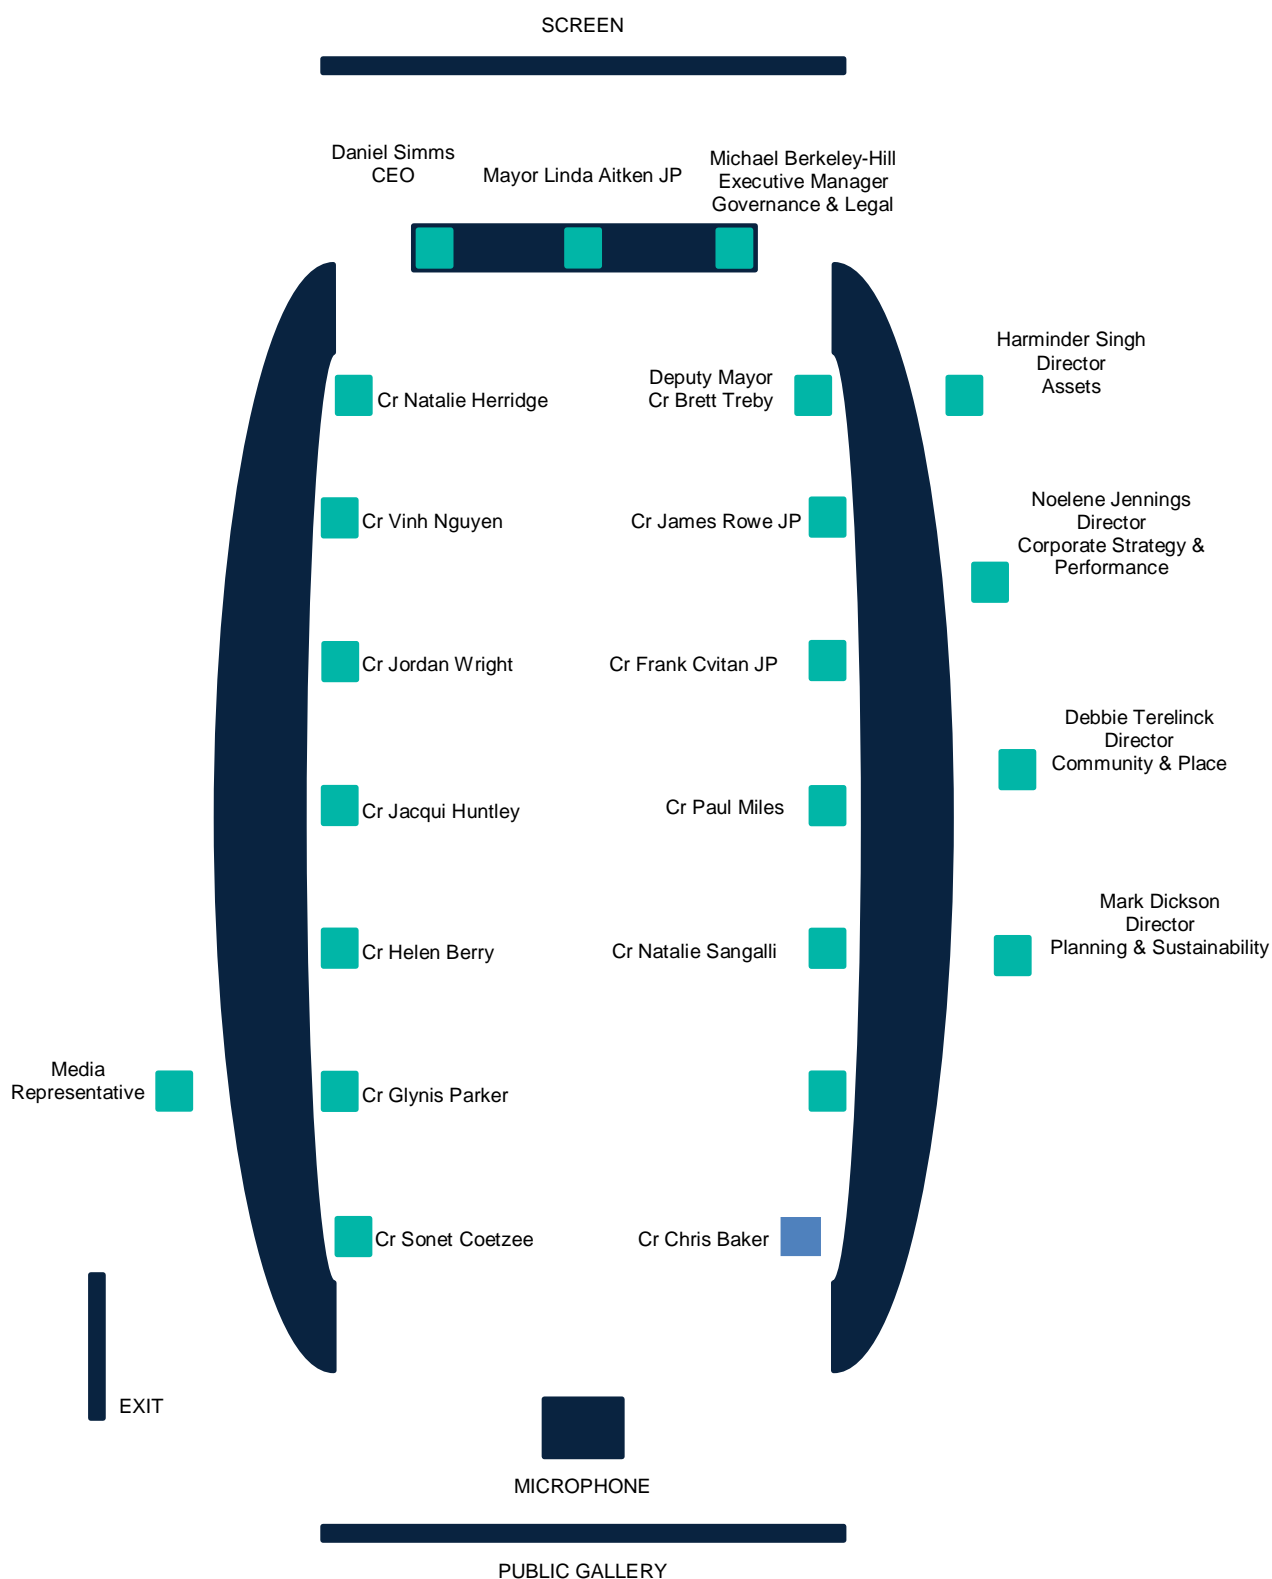 SCREEN
Daniel Simms
CEO
Mayor Linda Aitken JP
Michael Berkeley-Hill
Executive Manager
Governance & Legal
Cr Natalie Herridge
Deputy Mayor
Cr Brett Treby
Harminder Singh
Director
Assets
Cr Vinh Nguyen
Cr James Rowe JP
Noelene Jennings
Director
Corporate Strategy &
Performance
Cr Jordan Wright
Cr Frank Cvitan JP
Debbie Terelinck
Director
Community & Place
Cr Jacqui Huntley
Cr Paul Miles
Cr Helen Berry
Cr Natalie Sangalli
Mark Dickson
Director
Planning & Sustainability
Media
Representative
Cr Glynis Parker
Cr Sonet Coetzee
Cr Chris Baker
EXIT
MICROPHONE
PUBLIC GALLERY